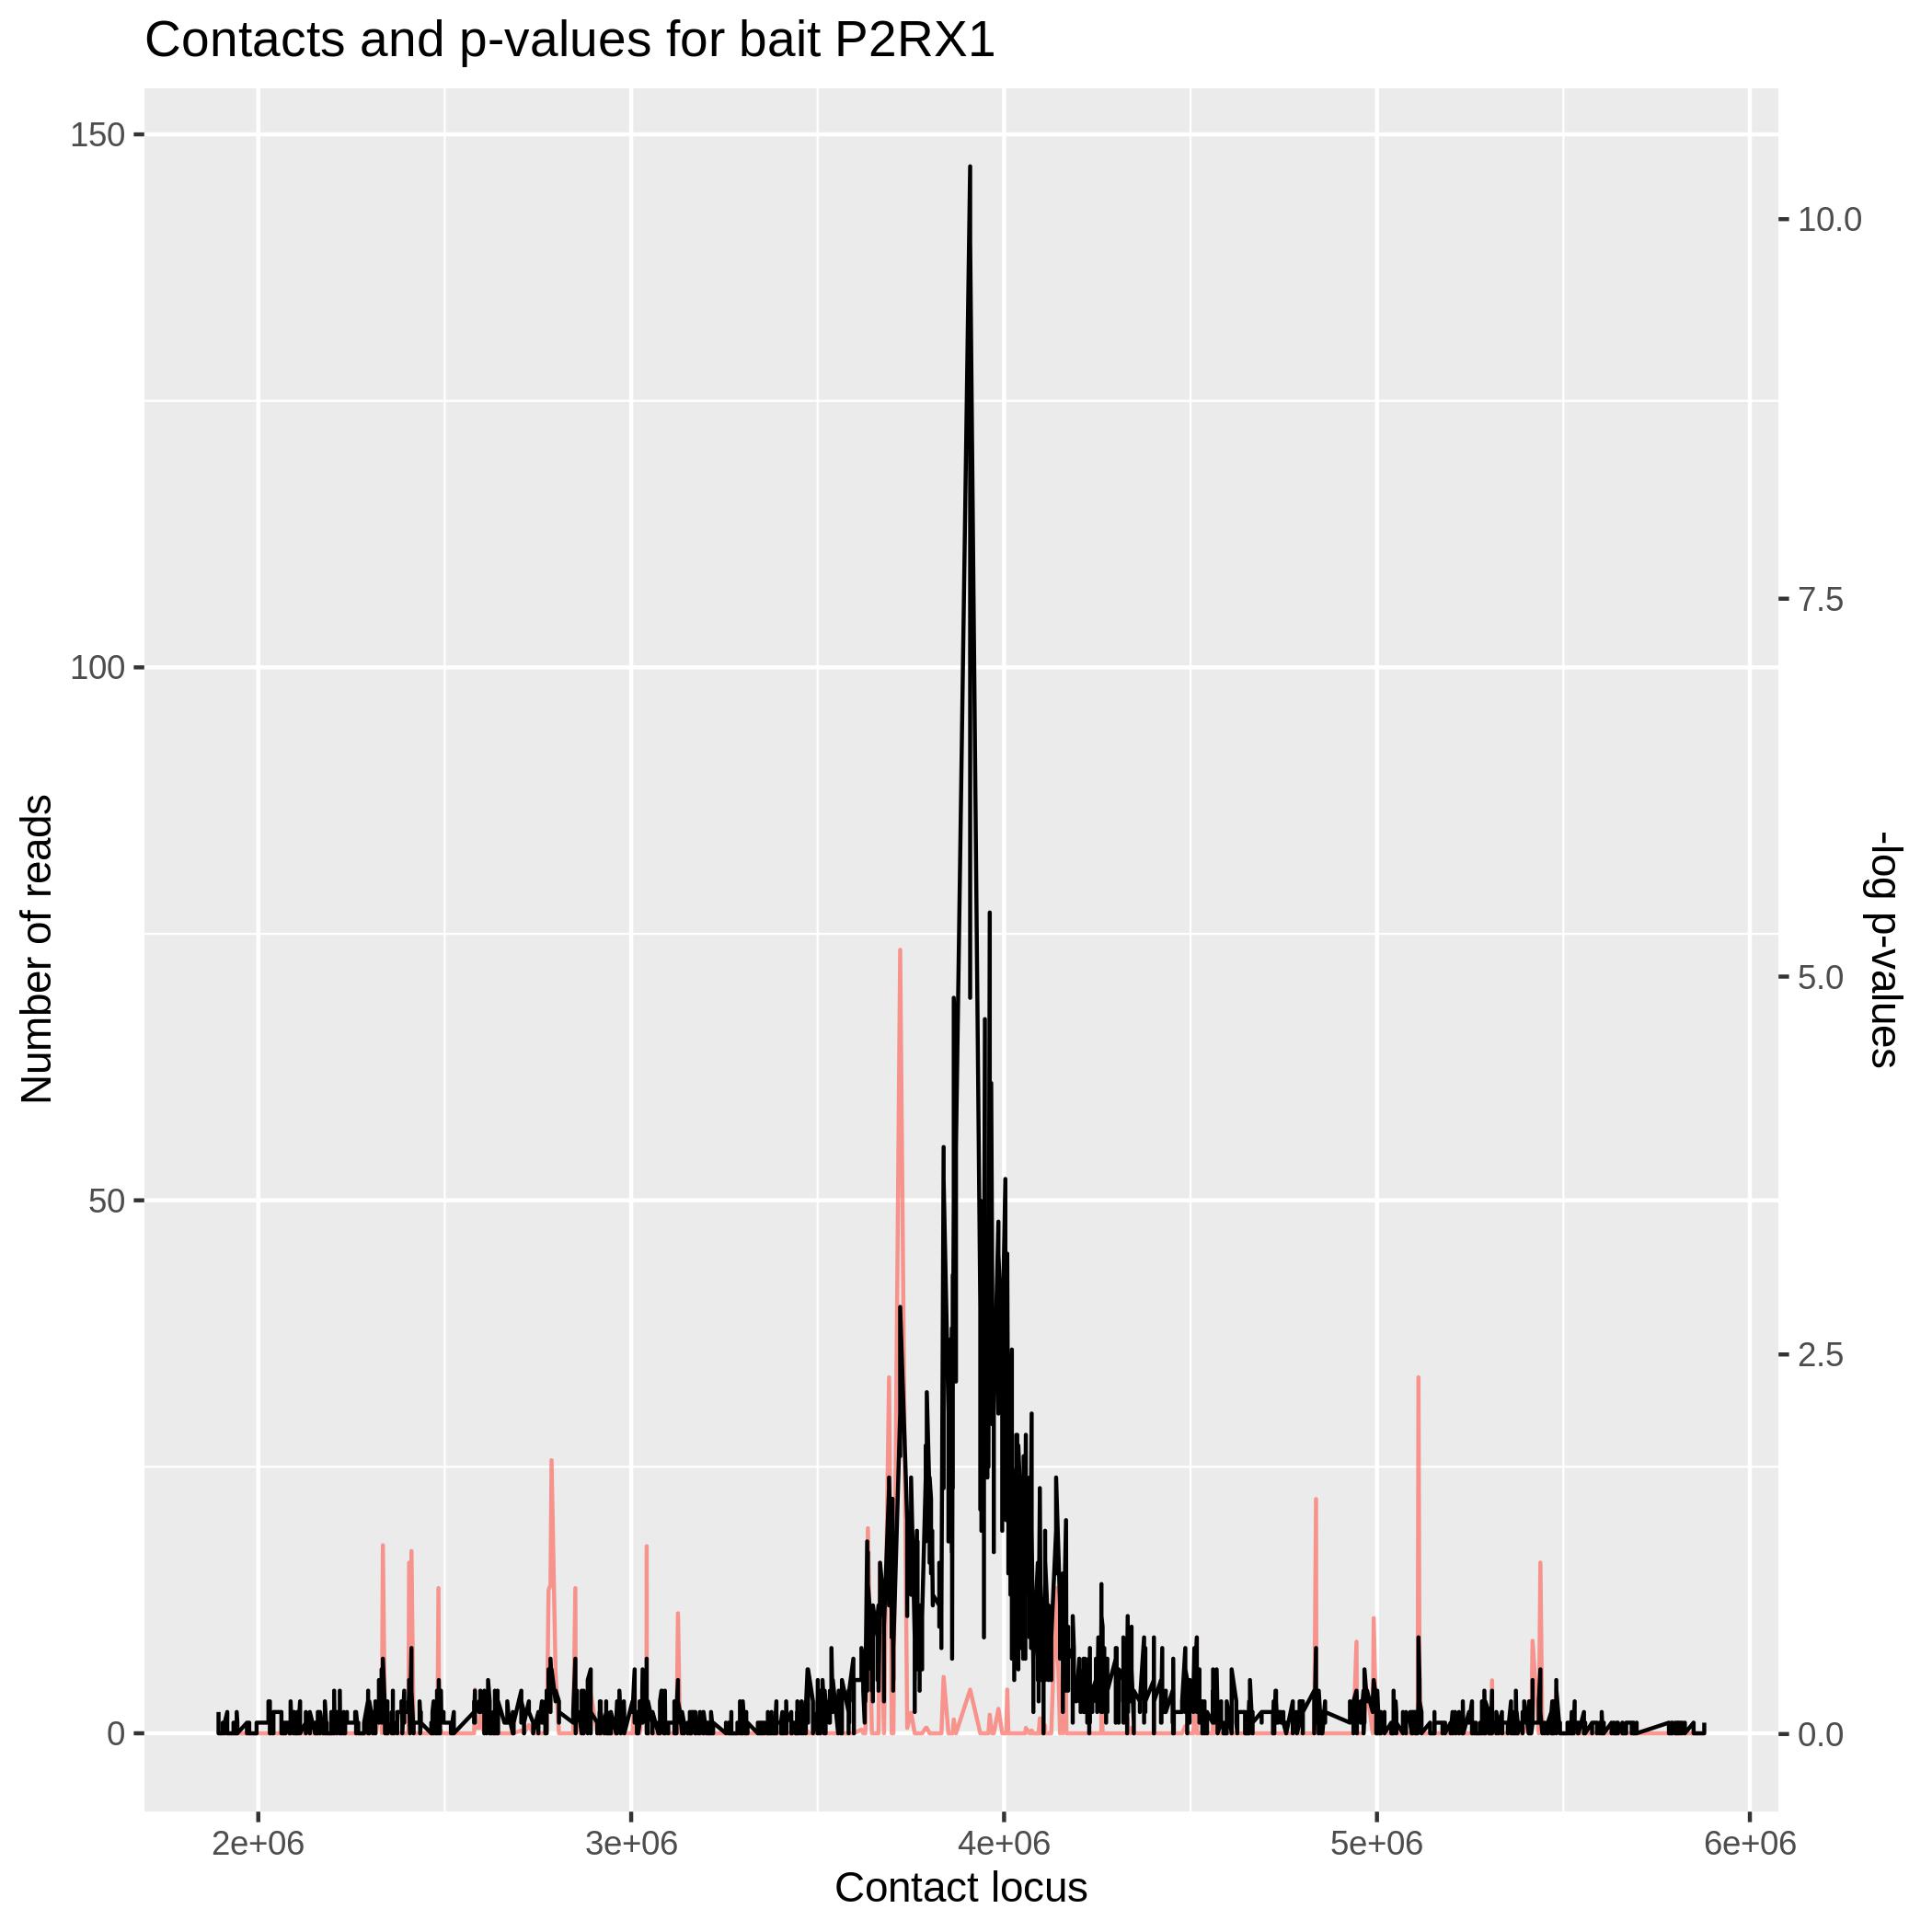 Contacts and p-values for bait P2RX1
150
100
50
0
Number of reads
10.0
7.5
5.0
2.5
0.0
-log p-values
2e+06
3e+06
4e+06
5e+06
6e+06
Contact locus